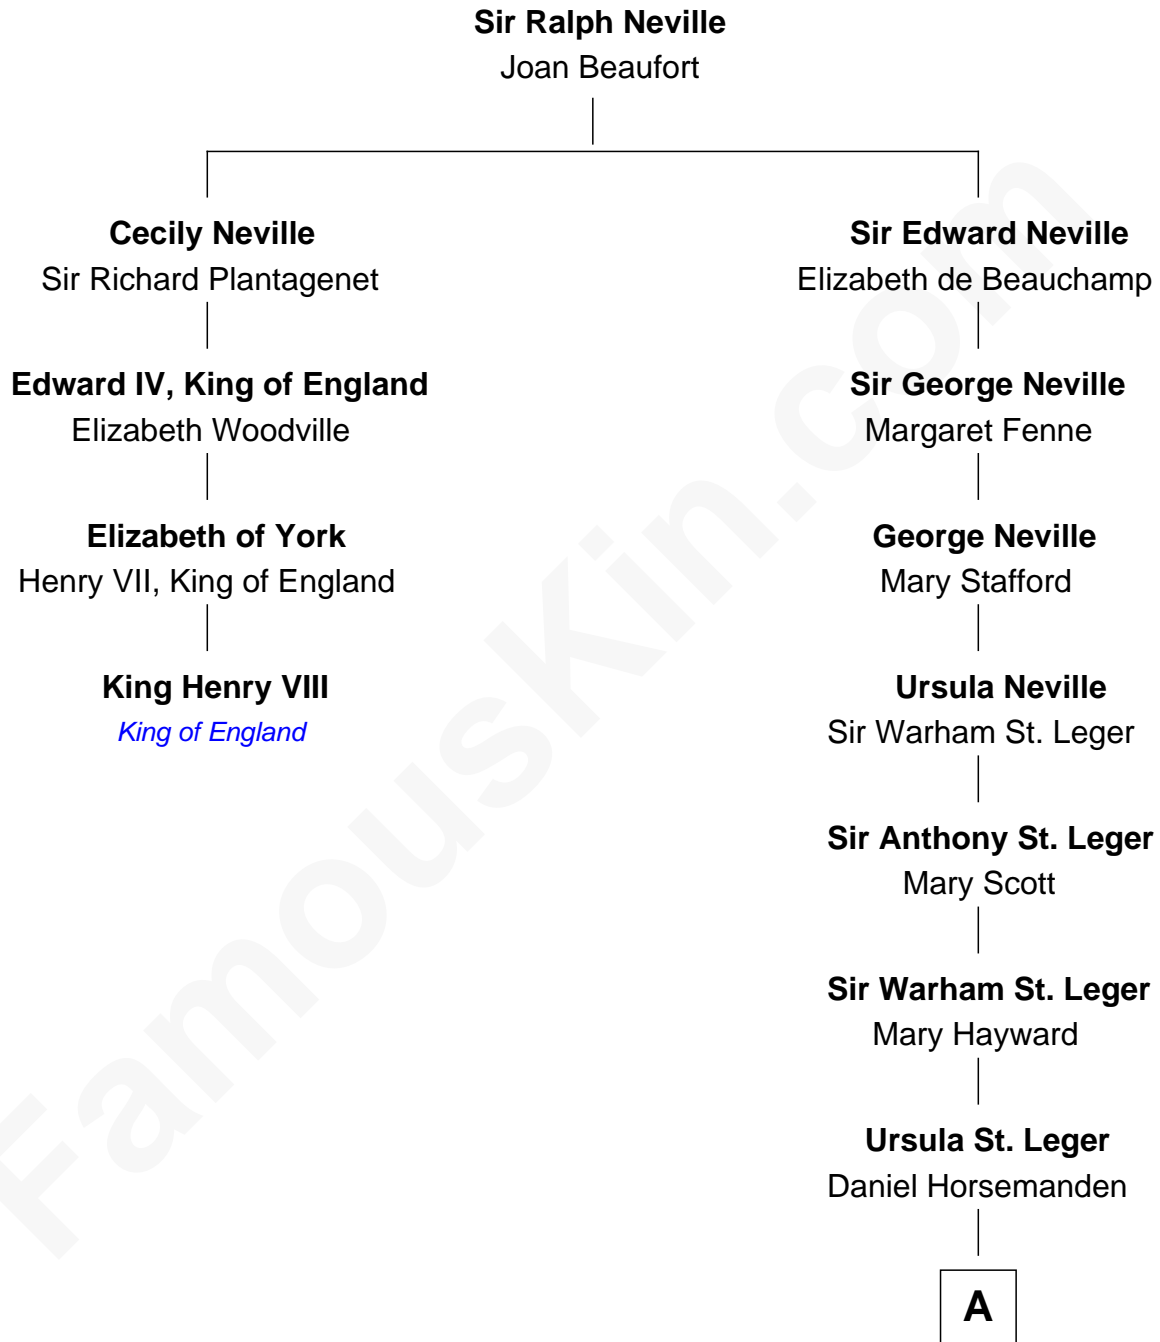 Sir Ralph Neville
Joan Beaufort
Cecily Neville
Sir Richard Plantagenet
Sir Edward Neville
Elizabeth de Beauchamp
Edward IV, King of England
Elizabeth Woodville
Sir George Neville
Margaret Fenne
Elizabeth of York
Henry VII, King of England
George Neville
Mary Stafford
King Henry VIII
King of England
Ursula Neville
Sir Warham St. Leger
Sir Anthony St. Leger
Mary Scott
Sir Warham St. Leger
Mary Hayward
Ursula St. Leger
Daniel Horsemanden
A
FamousKin.com